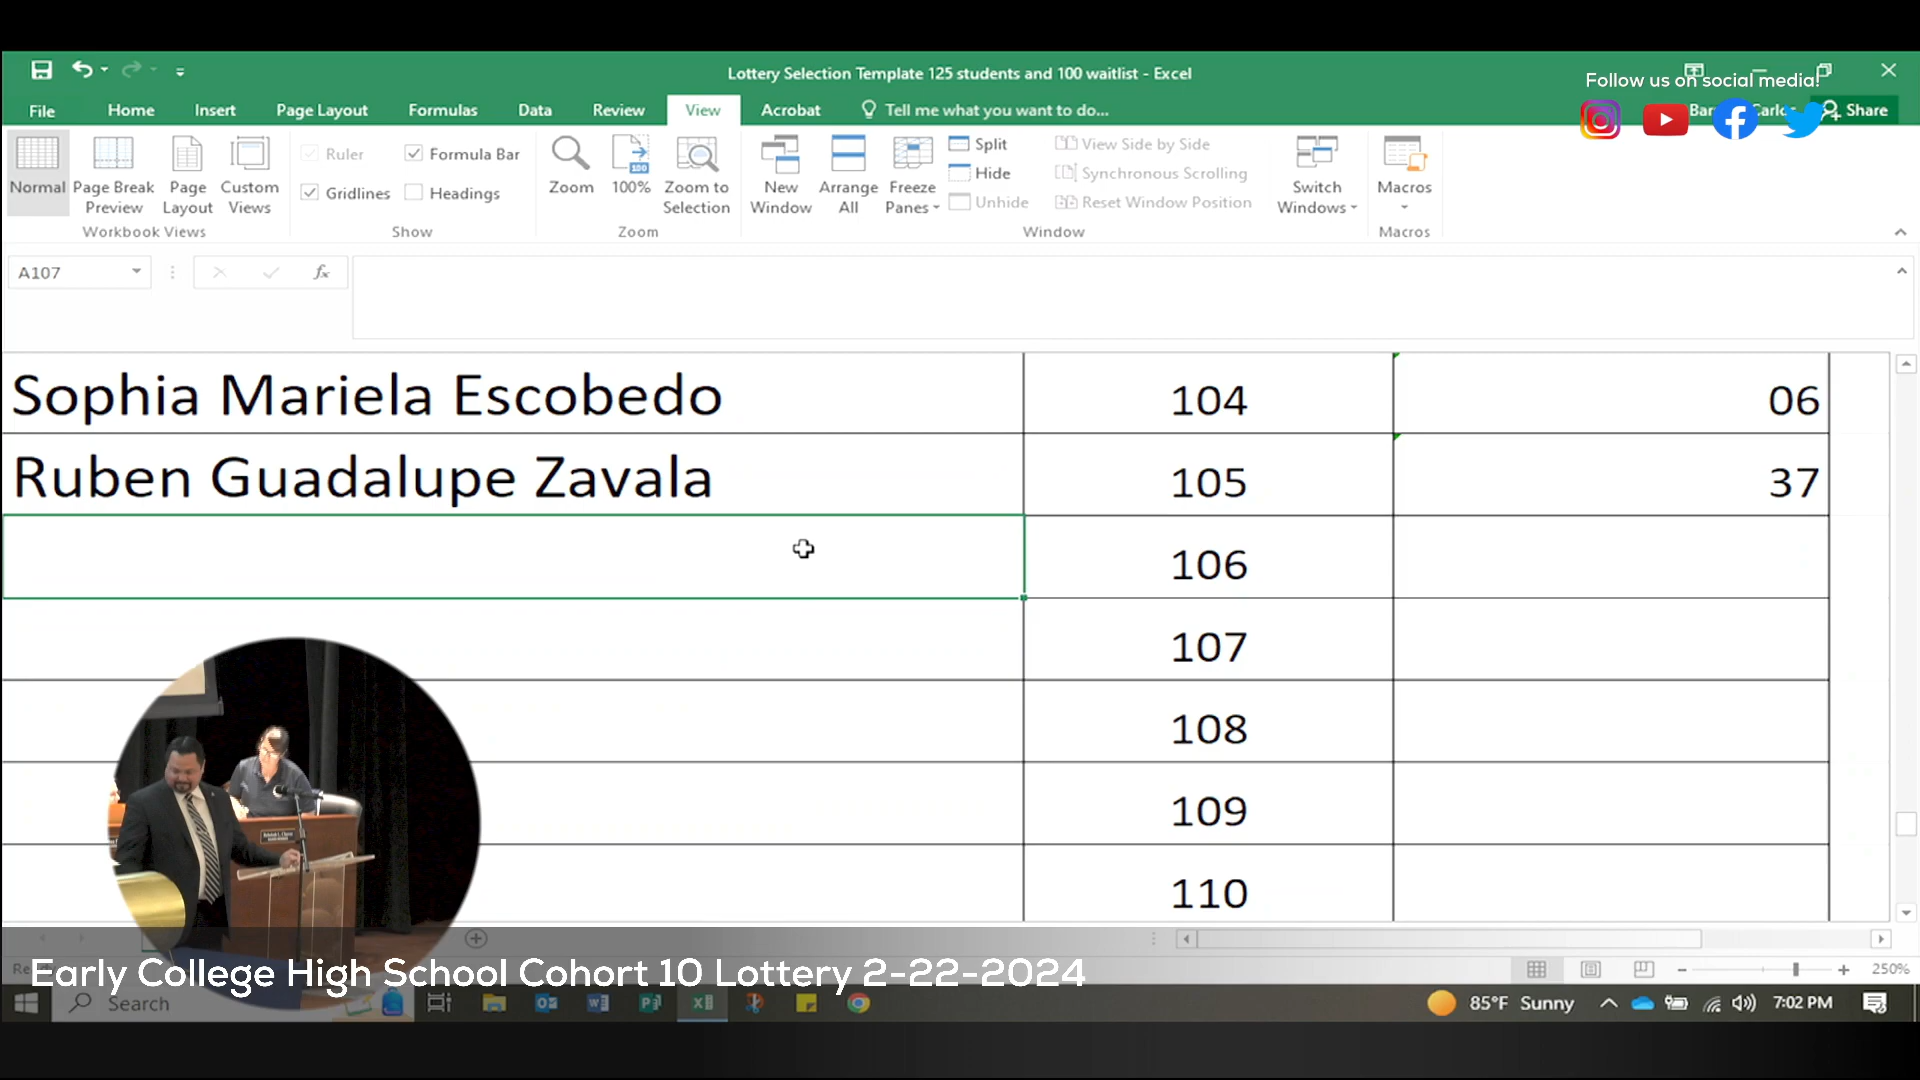 Lottery Selection Template 125 students and 100 waitlist - Excel
Follow us on social media!
File Home Insert Page Layout Formulas Data Review View Acrobat Tell me what you want to do... Share
Normal Page Break Preview Page Layout Custom Views
Workbook Views
Ruler Formula Bar
Gridlines Headings
Show
Zoom 100% Zoom to Selection
Zoom
New Window Arrange All Freeze Panes
Split
Hide
Unhide
View Side by Side
Synchronous Scrolling
Reset Window Position
Switch Windows
Window
Macros
Macros
A107 fx
Sophia Mariela Escobedo 104 06
Ruben Guadalupe Zavala 105 37
106
107
108
109
110
250%
Early College High School Cohort 10 Lottery 2-22-2024
Search 85°F Sunny 7:02 PM